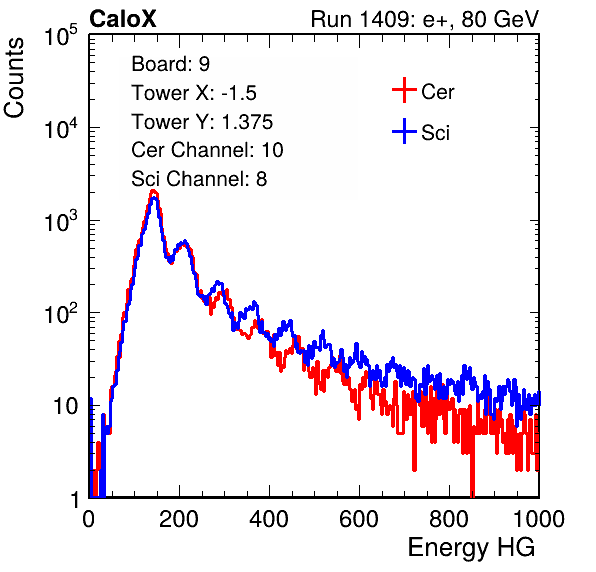 CaloX Run 1409: e+, 80 GeV
Counts
Board: 9
Tower X: -1.5
Tower Y: 1.375
Cer Channel: 10
Sci Channel: 8
Cer
Sci
10^5
10^4
10^3
10^2
10
1
0 200 400 600 800 1000
Energy HG